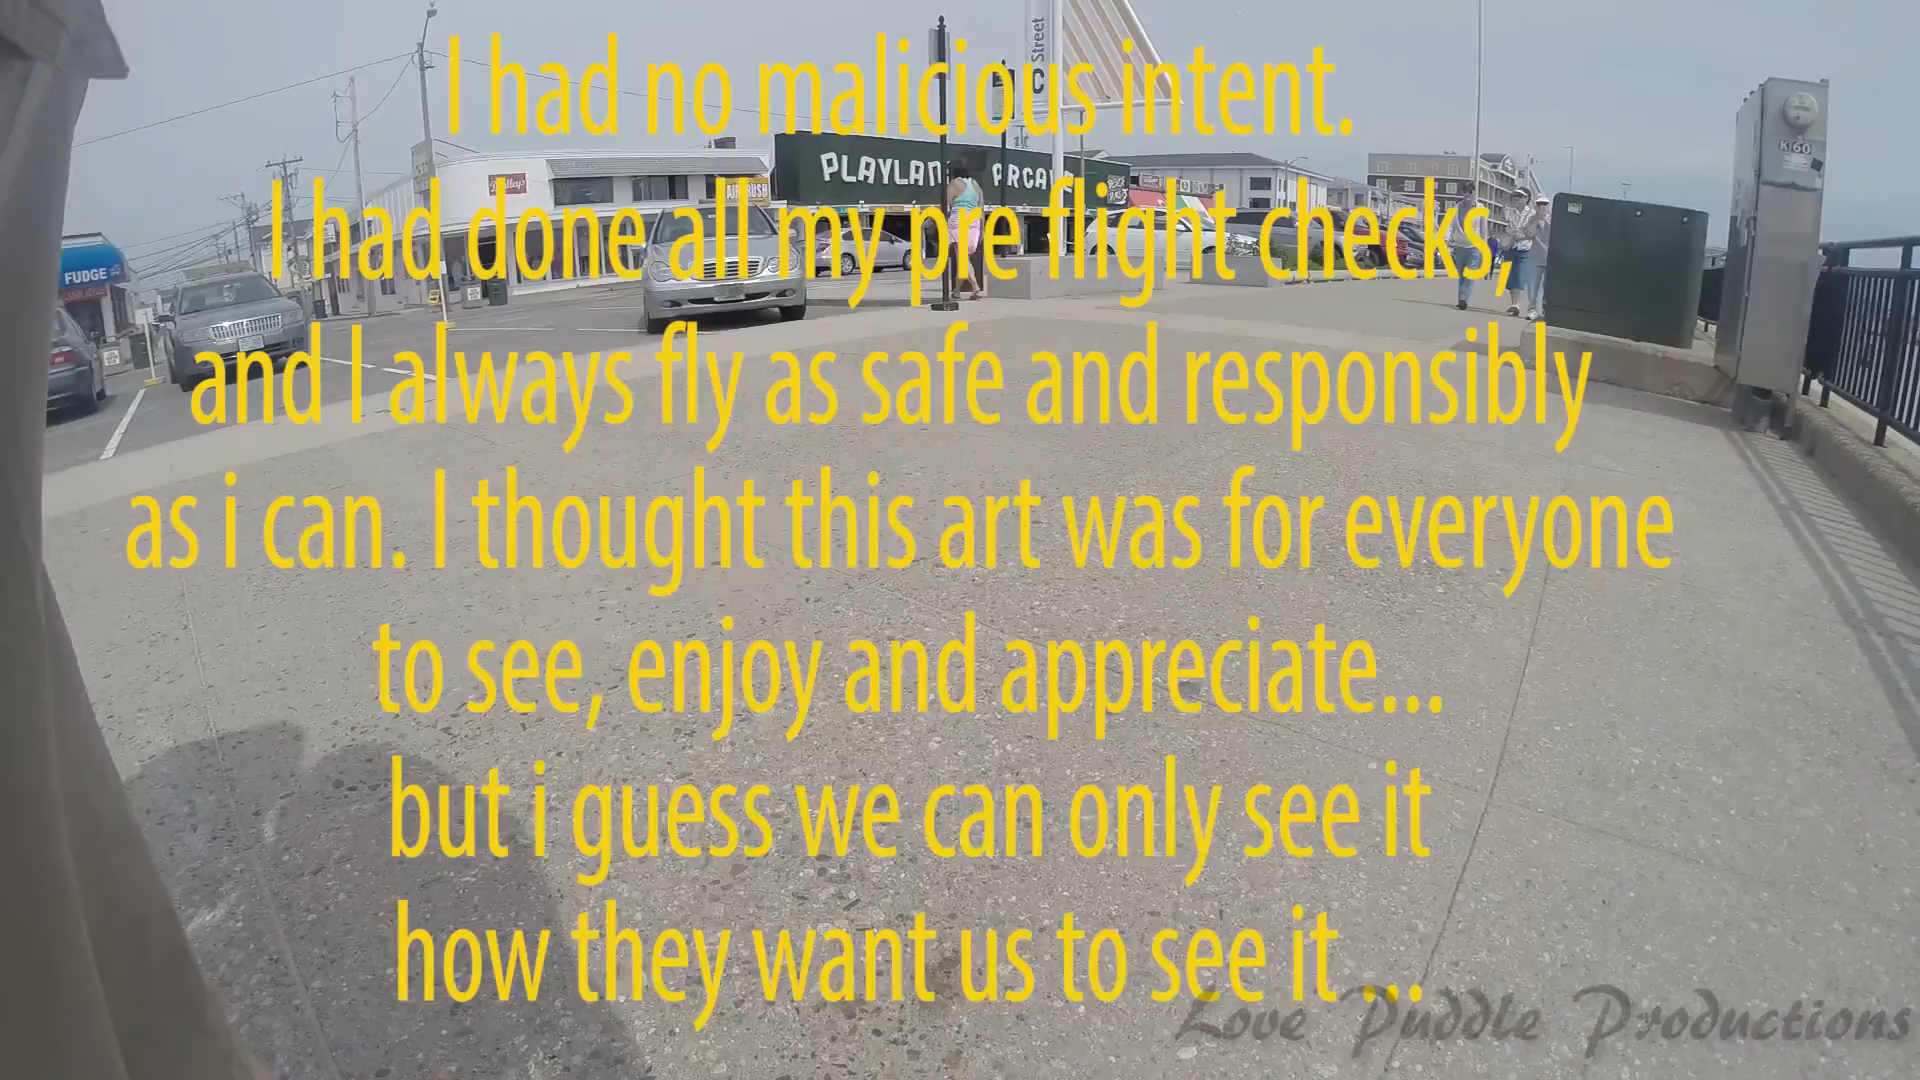 I had no malicious intent.
I had done all my pre flight checks,
and I always fly as safe and responsibly
as i can. I thought this art was for everyone
to see, enjoy and appreciate...
but i guess we can only see it
how they want us to see it ...
Love Puddle Productions
C Street
PLAYLAND ARCADE
FUDGE
K 60